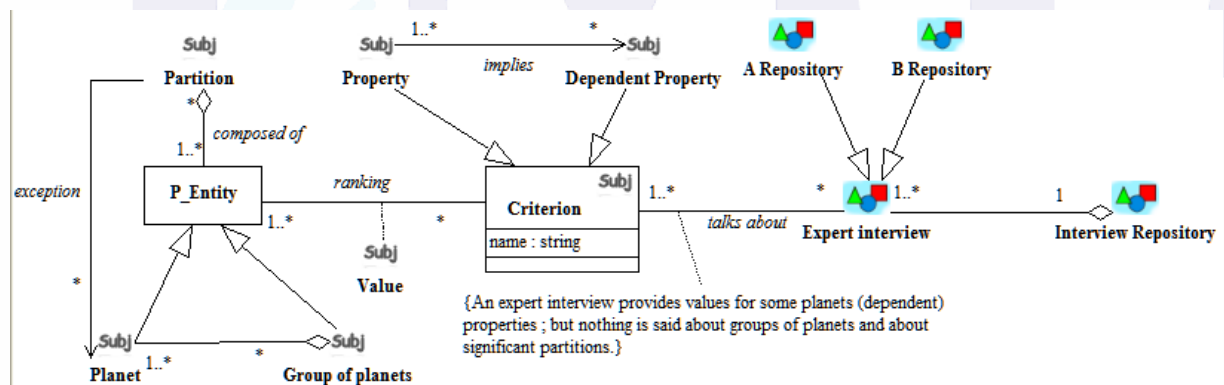 1..*
*
Subj
Subj
Subj
implies
Partition
Property
Dependent Property
A Repository
B Repository
*
composed of
1..*
exception
P_Entity
ranking
1..*
*
Subj
Criterion
name : string
1..*
*
talks about
1..*
1
Expert interview
Interview Repository
Subj
Value
*
{An expert interview provides values for some planets (dependent)
properties ; but nothing is said about groups of planets and about
significant partitions.}
Subj
1..*
*
Subj
Planet
Group of planets